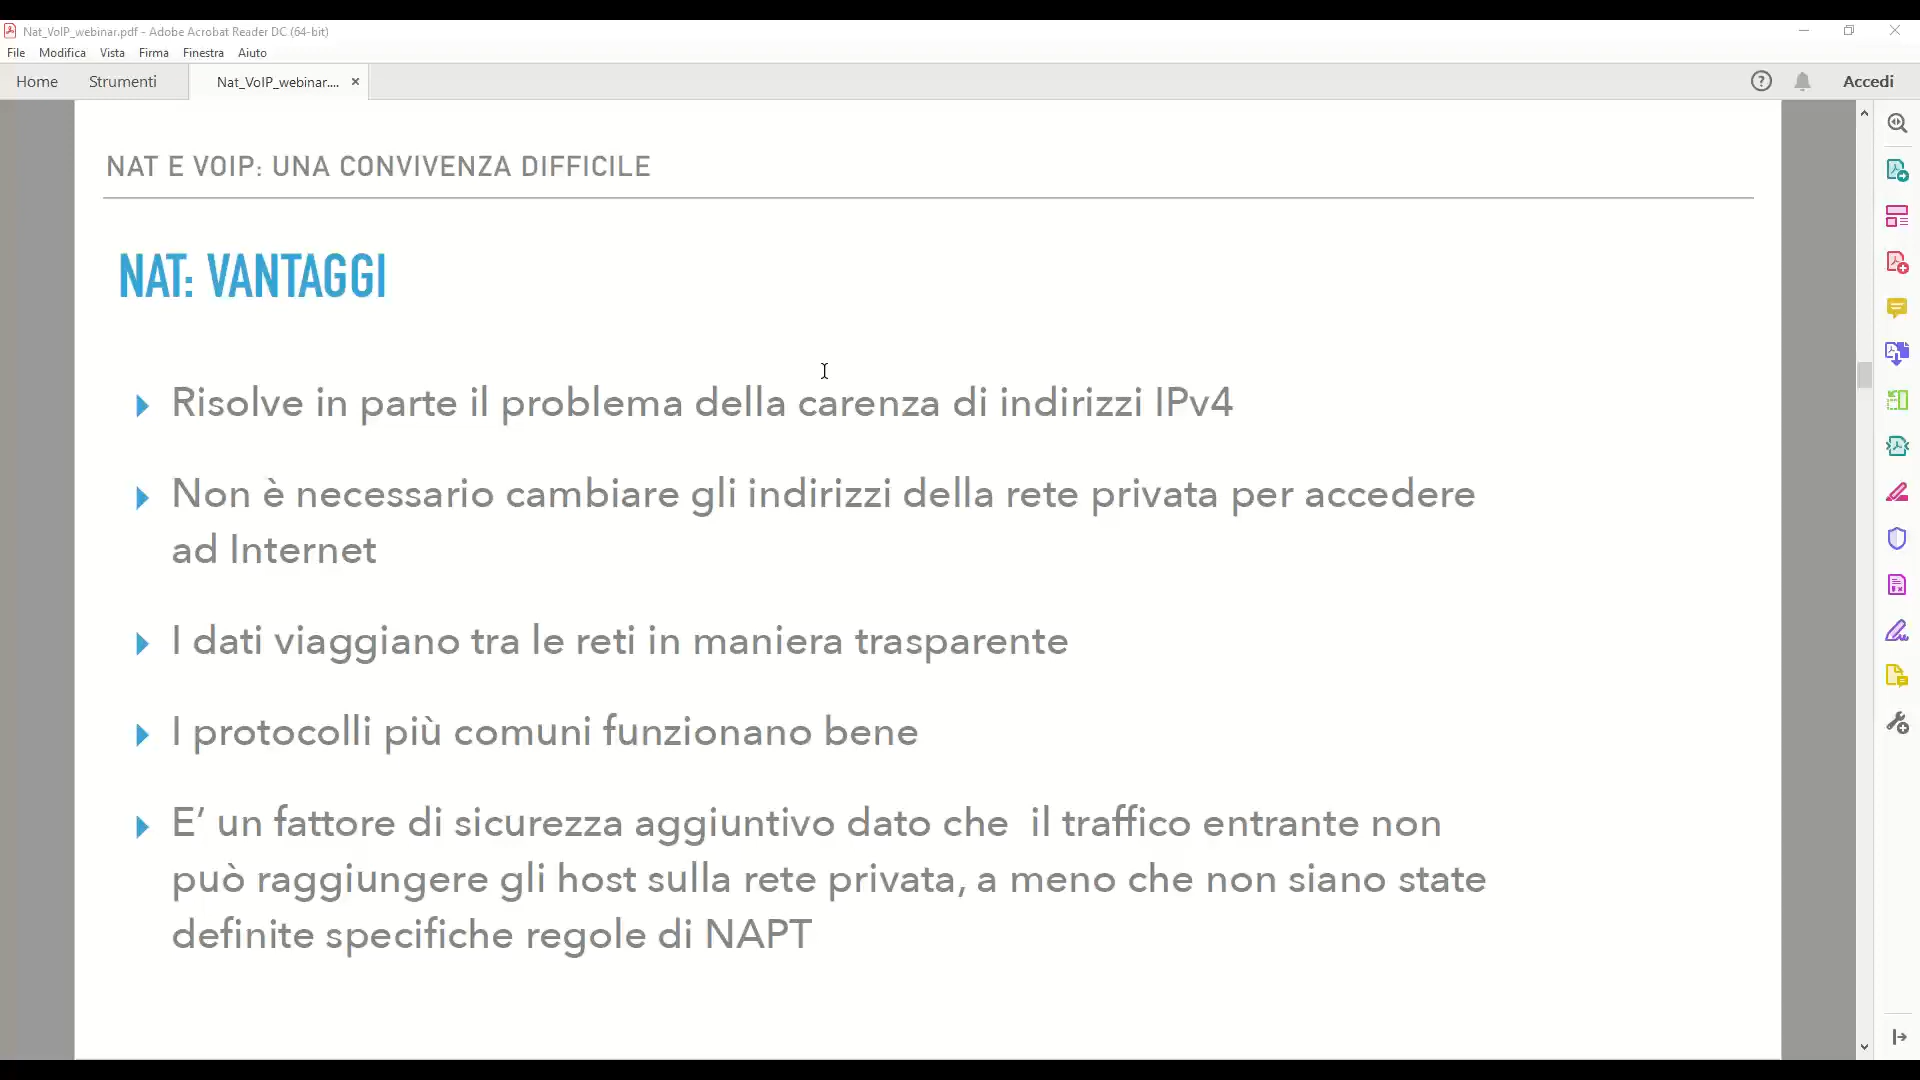 Nat_VoIP_webinar.pdf - Adobe Acrobat Reader DC (64-bit)
File Modifica Vista Firma Finestra Aiuto
Home Strumenti Nat_VoIP_webinar.... × Accedi
NAT E VOIP: UNA CONVIVENZA DIFFICILE
NAT: VANTAGGI
Risolve in parte il problema della carenza di indirizzi IPv4
Non è necessario cambiare gli indirizzi della rete privata per accedere
ad Internet
I dati viaggiano tra le reti in maniera trasparente
I protocolli più comuni funzionano bene
E’ un fattore di sicurezza aggiuntivo dato che  il traffico entrante non
può raggiungere gli host sulla rete privata, a meno che non siano state
definite specifiche regole di NAPT